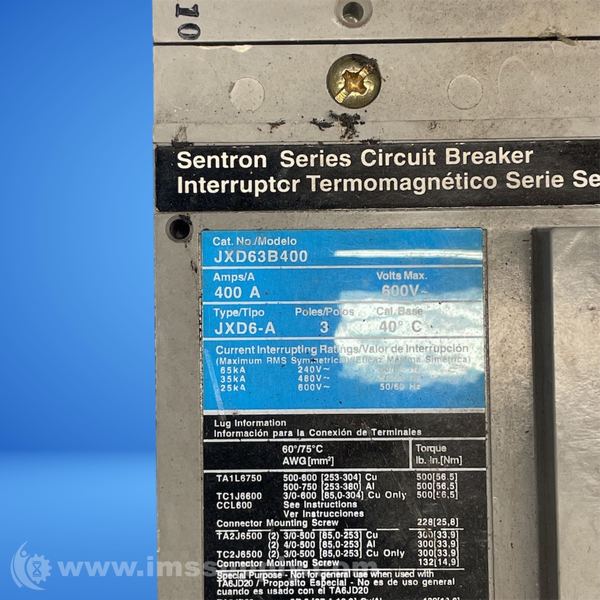 10
Sentron Series Circuit Breaker
Interruptor Termomagnético Serie Se
Cat. No./Modelo
JXD63B400
Amps/A Volts Max.
400 A 600V~
Type/Tipo Poles/Polos Cal. Base
JXD6-A 3 40° C
Current Interrupting Ratings/Valor de Interrupción
(Maximum RMS Symmetrical/Eficaz Máxima Simétrica)
65kA 240V~
35kA 480V~
25kA 600V~ 50/60 Hz
Lug Information
Información para la Conexión de Terminales
60°/75°C Torque
AWG[mm²] lb. in.[Nm]
TA1L6750 500-600 [253-304] Cu 500[56,5]
500-750 [253-380] Al 500[56,5]
TC1J6600 3/0-600 [85,0-304] Cu Only 500[56,5]
CCL600 See Instructions
Ver Instrucciones
Connector Mounting Screw 228[25,8]
TA2J6500 (2) 3/0-500 [85,0-253] Cu 300[33,9]
(2) 4/0-500 [85,0-253] Al 300[33,9]
TC2J6500 (2) 3/0-500 [85,0-253] Cu Only 300[33,9]
Connector Mounting Screw 132[14,9]
Special Purpose - Not for general use when used with
TA6JD20 / Proposito Especial - No es de uso general
cuando es usado con el TA6JD20